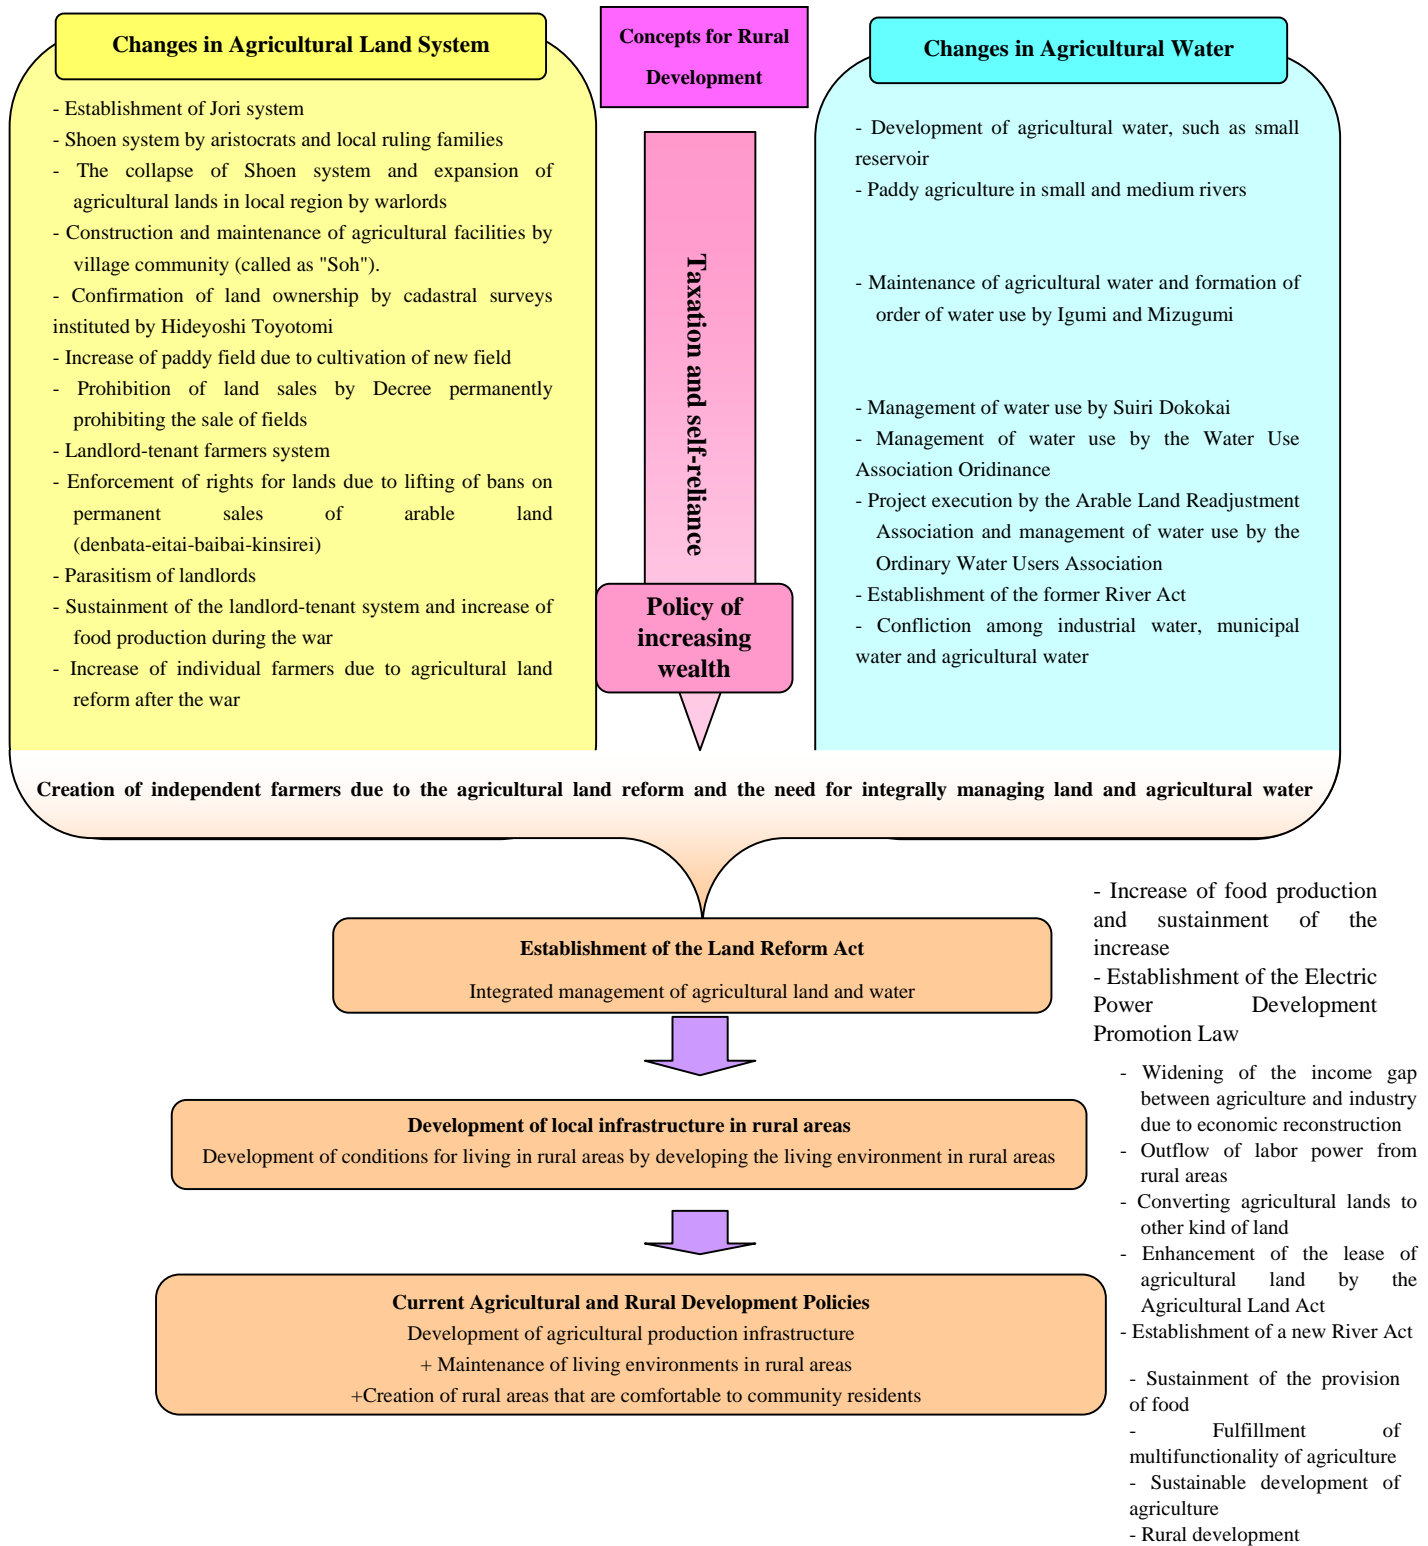 Changes in Agricultural Land System
- Establishment of Jori system
- Shoen system by aristocrats and local ruling families
- The collapse of Shoen system and expansion of
agricultural lands in local region by warlords
- Construction and maintenance of agricultural facilities by
village community (called as "Soh").
- Confirmation of land ownership by cadastral surveys
instituted by Hideyoshi Toyotomi
- Increase of paddy field due to cultivation of new field
- Prohibition of land sales by Decree permanently
prohibiting the sale of fields
- Landlord-tenant farmers system
- Enforcement of rights for lands due to lifting of bans on
permanent sales of arable land
(denbata-eitai-baibai-kinsirei)
- Parasitism of landlords
- Sustainment of the landlord-tenant system and increase of
food production during the war
- Increase of individual farmers due to agricultural land
reform after the war
Concepts for Rural
Development
Taxation and self-reliance
Policy of
increasing
wealth
Changes in Agricultural Water
- Development of agricultural water, such as small
reservoir
- Paddy agriculture in small and medium rivers
- Maintenance of agricultural water and formation of
order of water use by Igumi and Mizugumi
- Management of water use by Suiri Dokokai
- Management of water use by the Water Use
Association Oridinance
- Project execution by the Arable Land Readjustment
Association and management of water use by the
Ordinary Water Users Association
- Establishment of the former River Act
- Confliction among industrial water, municipal
water and agricultural water
Creation of independent farmers due to the agricultural land reform and the need for integrally managing land and agricultural water
Establishment of the Land Reform Act
Integrated management of agricultural land and water
- Increase of food production
and sustainment of the
increase
- Establishment of the Electric
Power Development
Promotion Law
Development of local infrastructure in rural areas
Development of conditions for living in rural areas by developing the living environment in rural areas
- Widening of the income gap
between agriculture and industry
due to economic reconstruction
- Outflow of labor power from
rural areas
- Converting agricultural lands to
other kind of land
- Enhancement of the lease of
agricultural land by the
Agricultural Land Act
- Establishment of a new River Act
Current Agricultural and Rural Development Policies
Development of agricultural production infrastructure
+ Maintenance of living environments in rural areas
+Creation of rural areas that are comfortable to community residents
- Sustainment of the provision
of food
- Fulfillment of
multifunctionality of agriculture
- Sustainable development of
agriculture
- Rural development